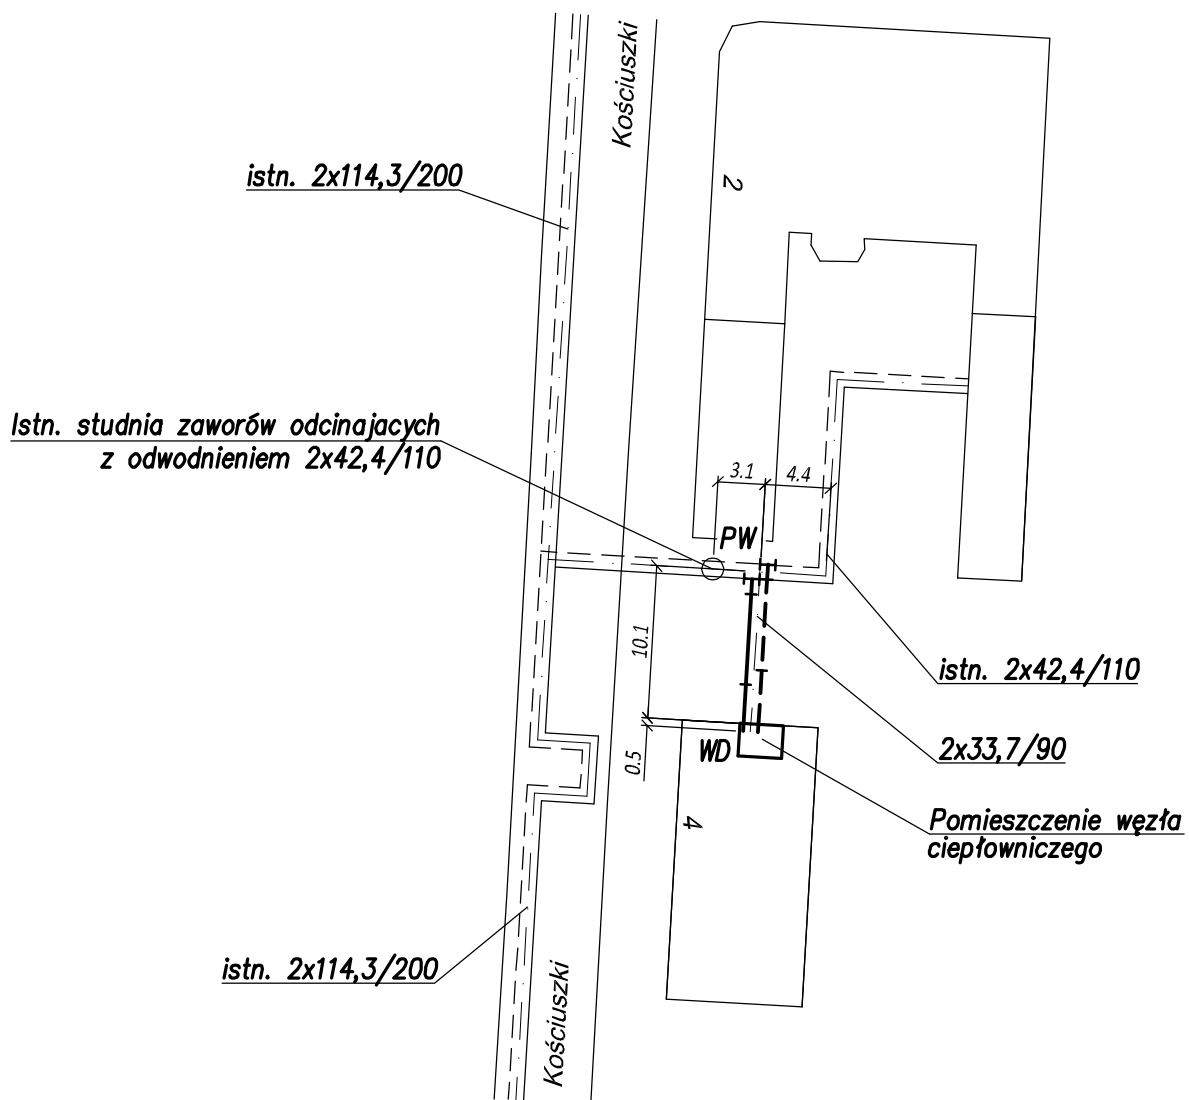 Kościuszki
istn. 2x114,3/200
2
Istn. studnia zaworów odcinajacych
z odwodnieniem 2x42,4/110
3.1
4.4
PW
10.1
istn. 2x42,4/110
0.5
WD
2x33,7/90
4
Pomieszczenie węzła
ciepłowniczego
istn. 2x114,3/200
Kościuszki